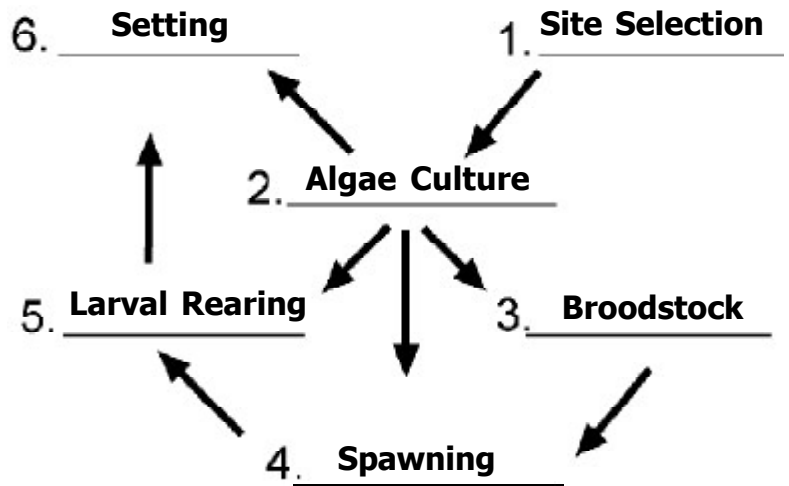 6. Setting
1. Site Selection
2. Algae Culture
5. Larval Rearing
3. Broodstock
4. Spawning